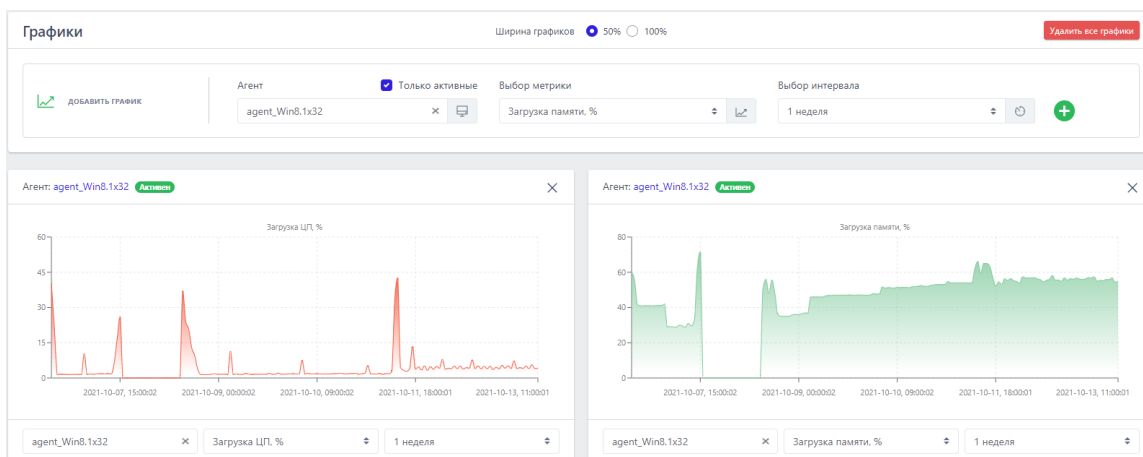 Графики
Ширина графиков 50% 100%
Удалить все графики
ДОБАВИТЬ ГРАФИК
Агент Только активные
agent_Win8.1x32
Выбор метрики
Загрузка памяти, %
Выбор интервала
1 неделя
Агент: agent_Win8.1x32 Активен
Загрузка ЦП, %
60
45
30
15
0
2021-10-07, 15:00:02 2021-10-09, 00:00:02 2021-10-10, 09:00:02 2021-10-11, 18:00:01 2021-10-13, 11:00:01
agent_Win8.1x32 Загрузка ЦП, % 1 неделя
Агент: agent_Win8.1x32 Активен
Загрузка памяти, %
80
60
40
20
0
2021-10-07, 15:00:02 2021-10-09, 00:00:02 2021-10-10, 09:00:02 2021-10-11, 18:00:01 2021-10-13, 11:00:01
agent_Win8.1x32 Загрузка памяти, % 1 неделя